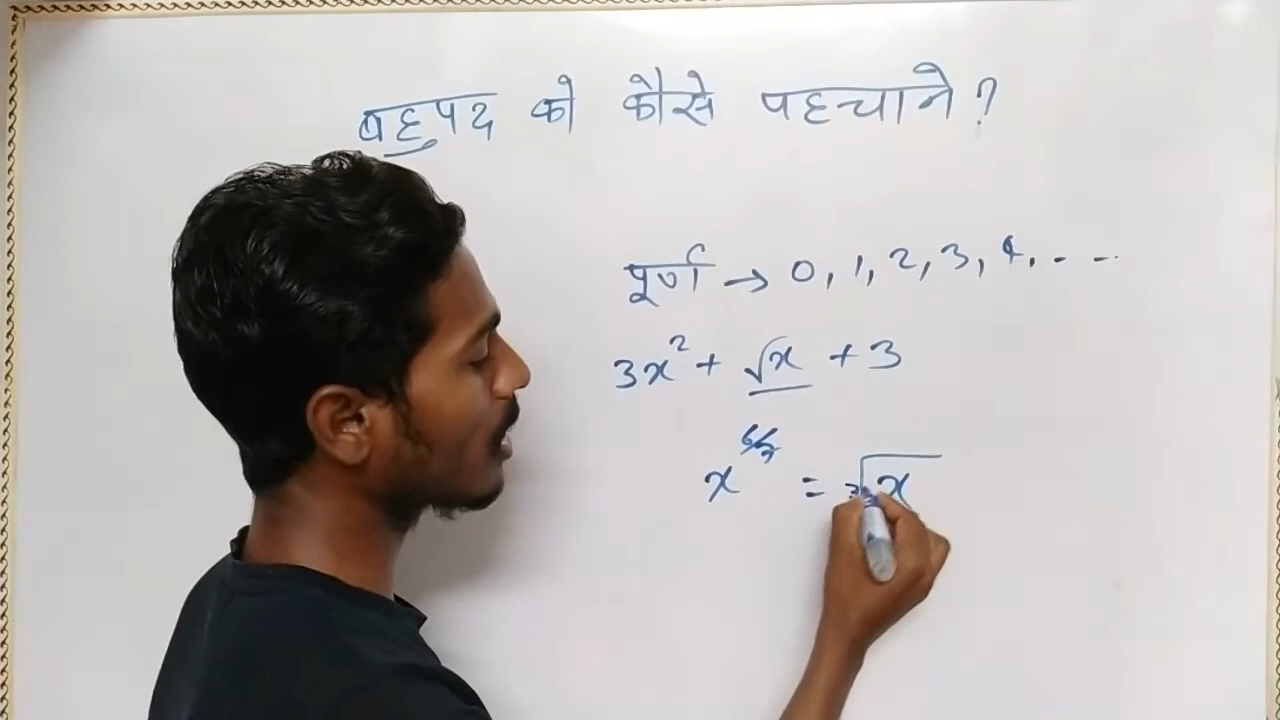 बहुपद को कैसे पहचाने?
पूर्ण → 0, 1, 2, 3, 4, - -
3x² + √x + 3
x = √x